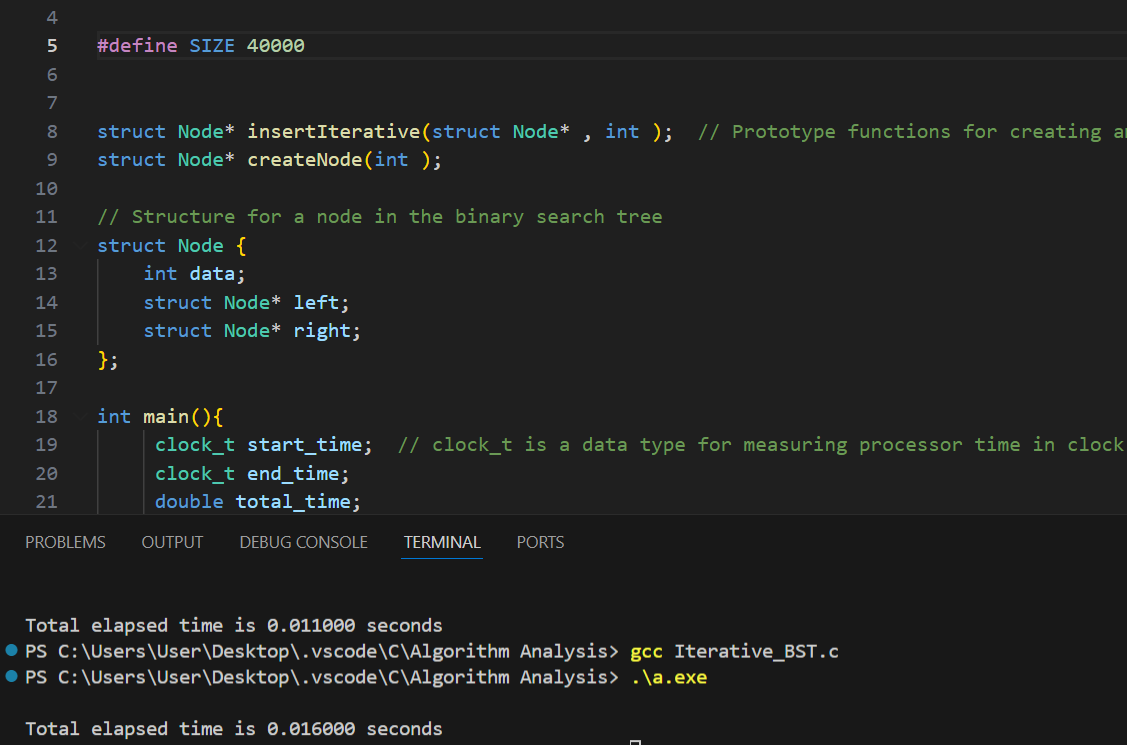 4
5 #define SIZE 40000
6
7
8 struct Node* insertIterative(struct Node* , int ); // Prototype functions for creating
9 struct Node* createNode(int );
10
11 // Structure for a node in the binary search tree
12 struct Node {
13 int data;
14 struct Node* left;
15 struct Node* right;
16 };
17
18 int main(){
19 clock_t start_time; // clock_t is a data type for measuring processor time in clock
20 clock_t end_time;
21 double total_time;
PROBLEMS OUTPUT DEBUG CONSOLE TERMINAL PORTS
Total elapsed time is 0.011000 seconds
PS C:\Users\User\Desktop\.vscode\C\Algorithm Analysis> gcc Iterative_BST.c
PS C:\Users\User\Desktop\.vscode\C\Algorithm Analysis> .\a.exe
Total elapsed time is 0.016000 seconds